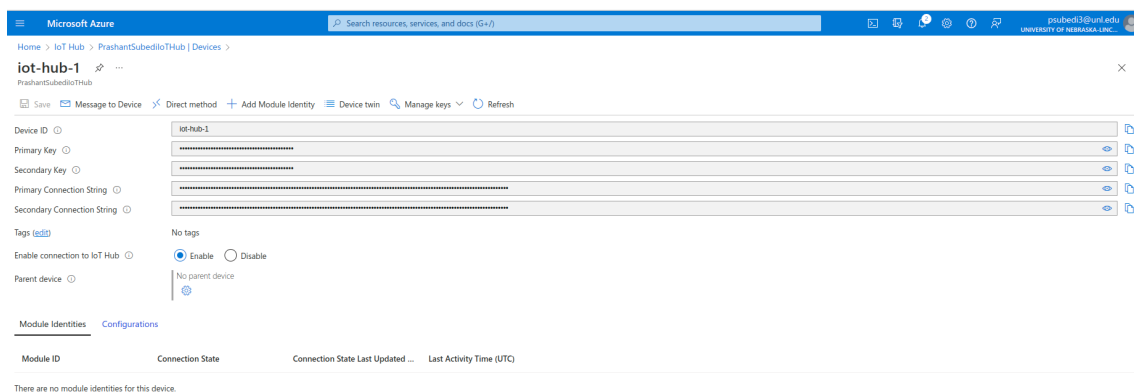 Microsoft Azure
Search resources, services, and docs (G+/)
2
psubedi3@unl.edu
UNIVERSITY OF NEBRASKA-LINC...
Home > IoT Hub > PrashantSubediIoTHub | Devices >
iot-hub-1 ...
PrashantSubediIoTHub
Save Message to Device Direct method Add Module Identity Device twin Manage keys Refresh
Device ID iot-hub-1
Primary Key
Secondary Key
Primary Connection String
Secondary Connection String
Tags (edit) No tags
Enable connection to IoT Hub Enable Disable
Parent device No parent device
Module Identities Configurations
Module ID Connection State Connection State Last Updated ... Last Activity Time (UTC)
There are no module identities for this device.